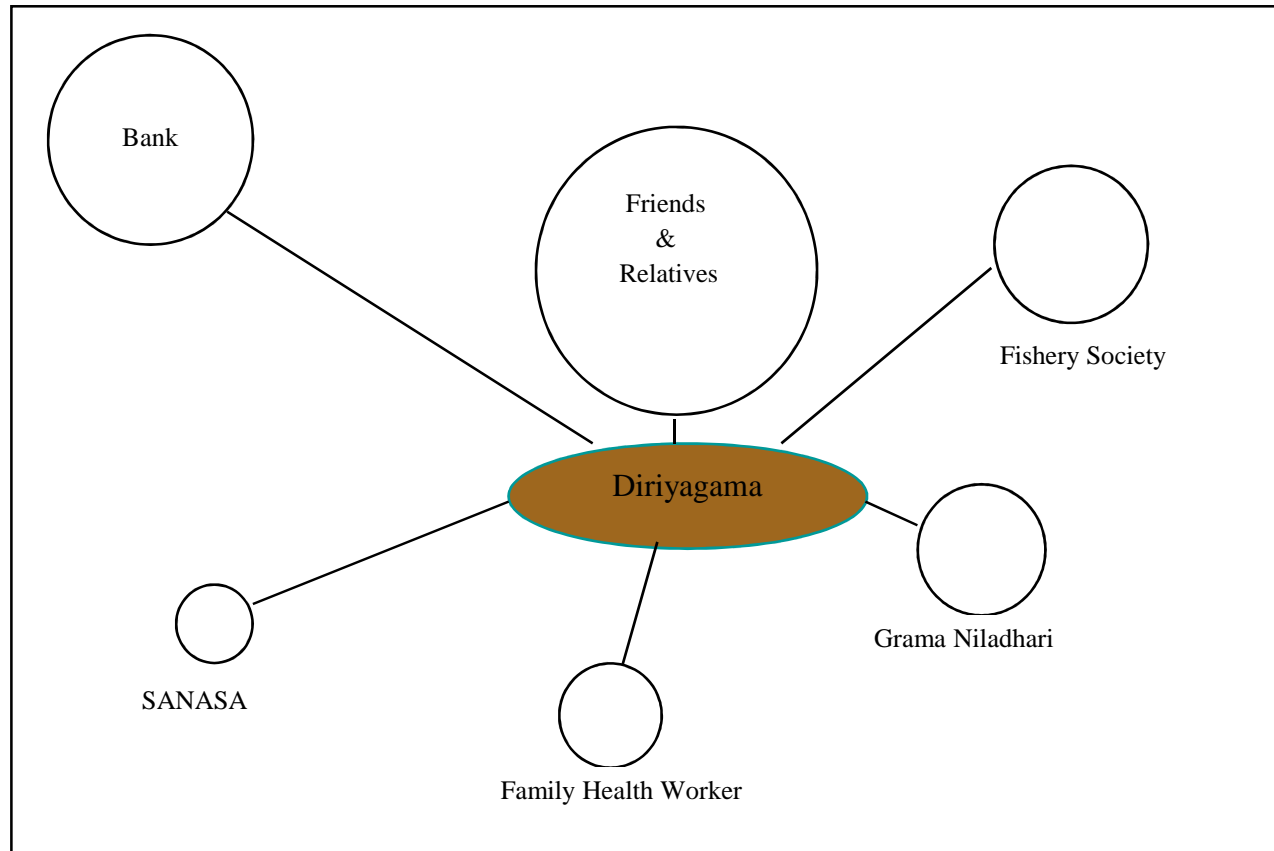 Bank
Friends
&
Relatives
Fishery Society
Diriyagama
Grama Niladhari
SANASA
Family Health Worker